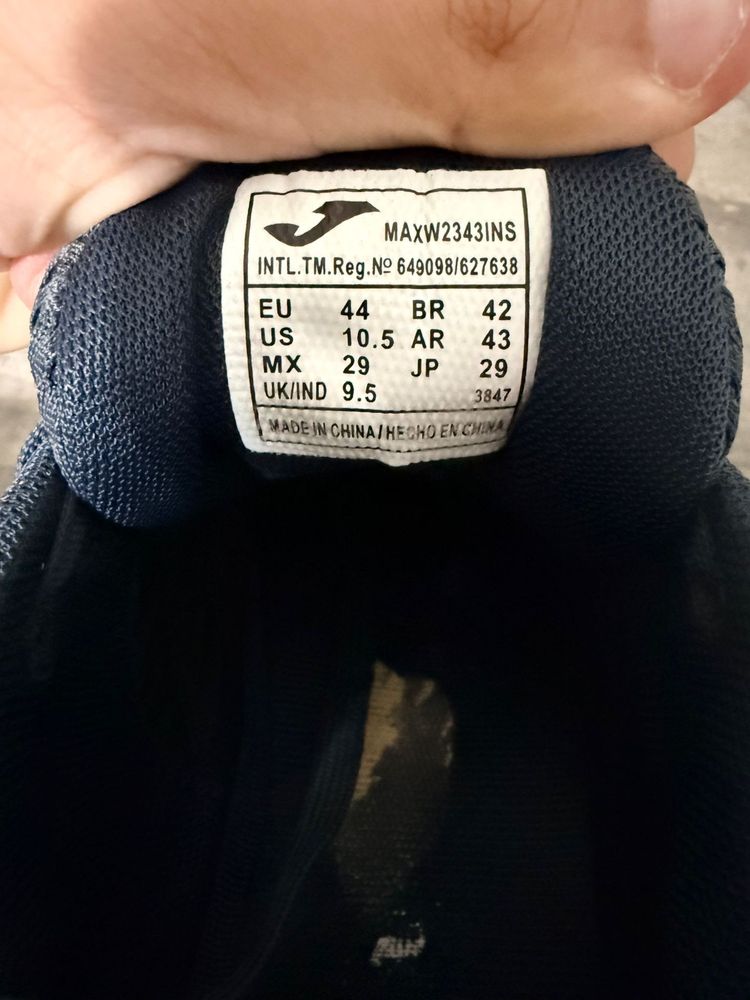 MAXW2343INS
INTL.TM.Reg.Nº 649098/627638
EU 44 BR 42
US 10.5 AR 43
MX 29 JP 29
UK/IND 9.5 3847
MADE IN CHINA/HECHO EN CHINA